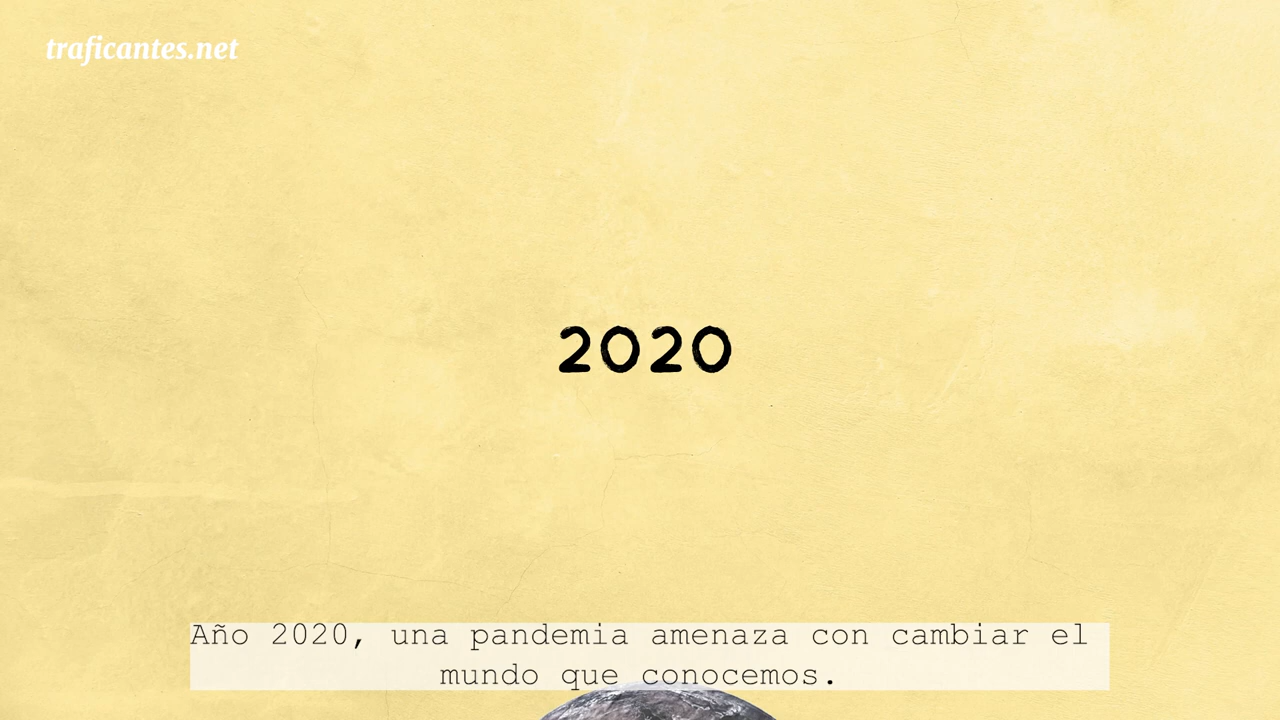 traficantes.net
2020
Año 2020, una pandemia amenaza con cambiar el
mundo que conocemos.